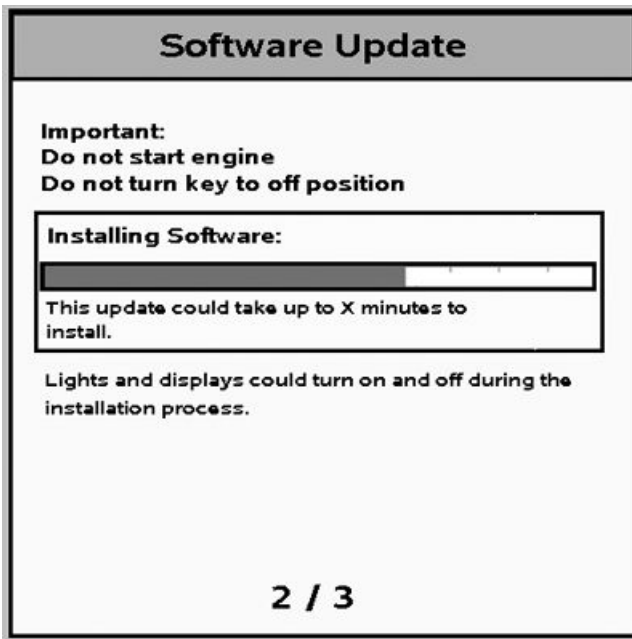 Software Update
Important:
Do not start engine
Do not turn key to off position
Installing Software:
This update could take up to X minutes to
install.
Lights and displays could turn on and off during the
installation process.
2 / 3